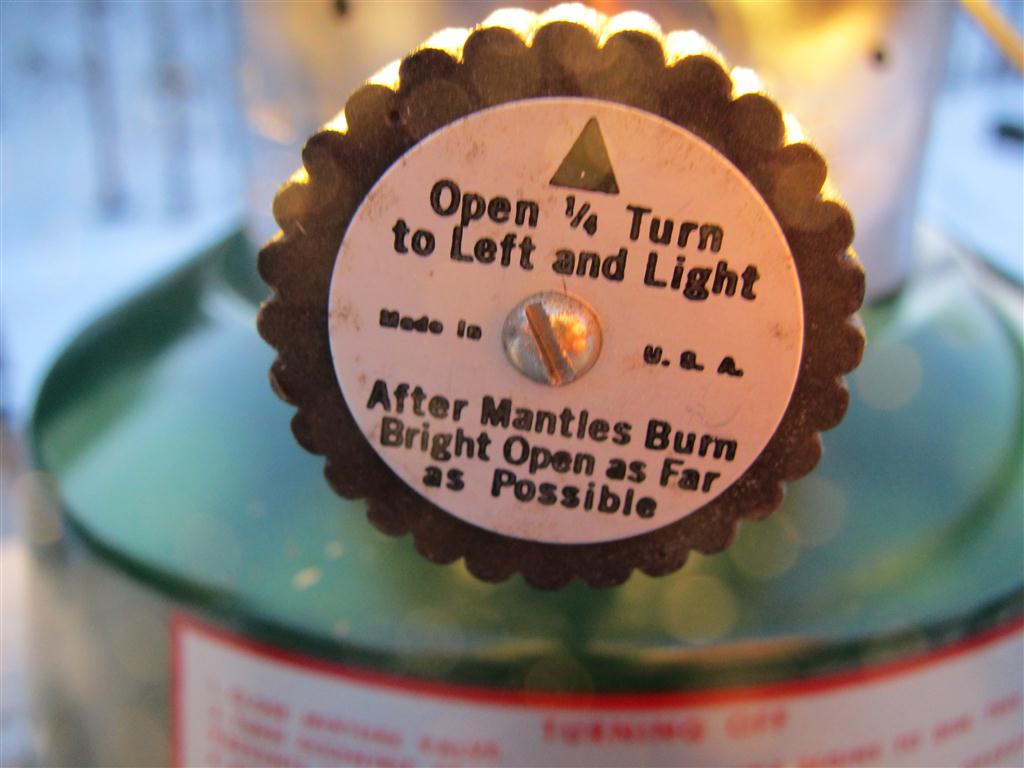 Open ¼ Turn
to Left and Light
Made in U. S. A.
After Mantles Burn
Bright Open as Far
as Possible
TURNING OFF